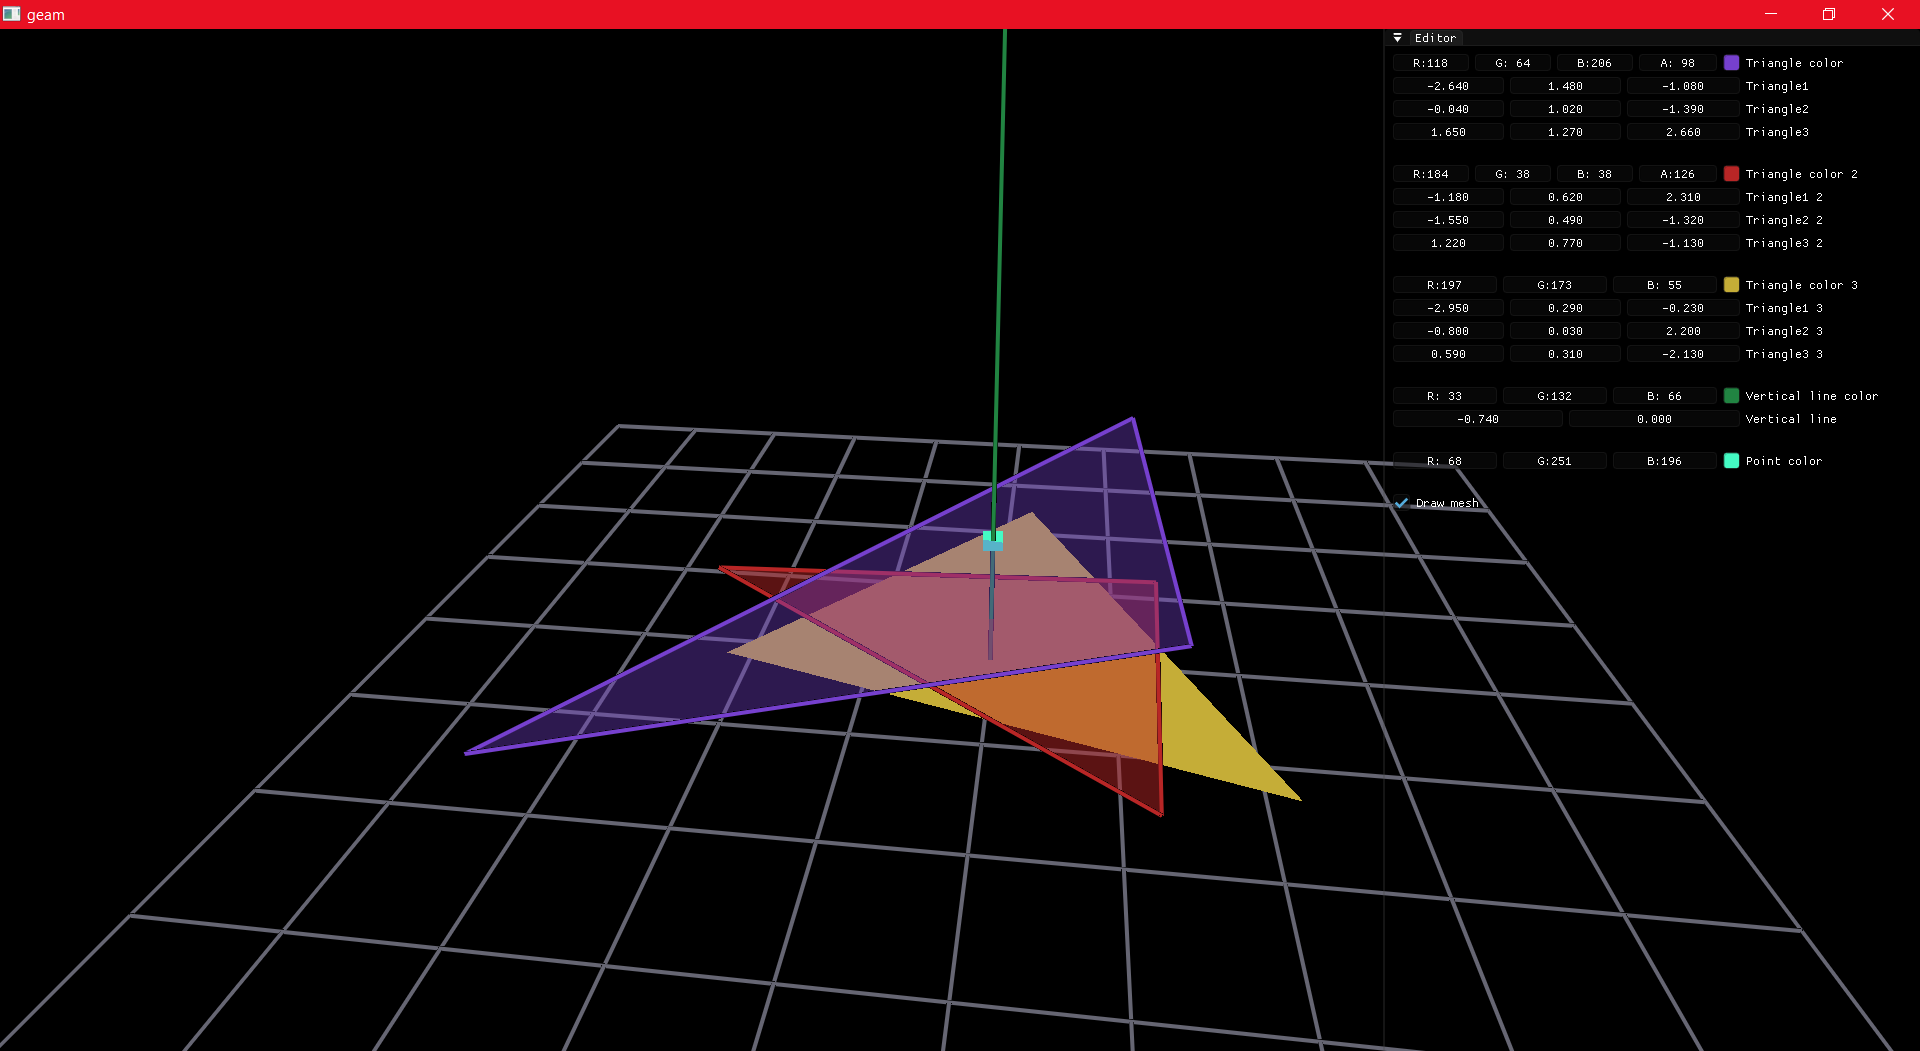 geam
Editor
R:118 G: 64 B:206 A: 98 Triangle color
-2.640 1.480 -1.080 Triangle1
-0.040 1.020 -1.390 Triangle2
1.650 1.270 2.660 Triangle3
R:184 G: 38 B: 38 A:126 Triangle color 2
-1.180 0.620 2.310 Triangle1 2
-1.550 0.490 -1.320 Triangle2 2
1.220 0.770 -1.130 Triangle3 2
R:197 G:173 B: 55 Triangle color 3
-2.950 0.290 -0.230 Triangle1 3
-0.800 0.030 2.200 Triangle2 3
0.590 0.310 -2.130 Triangle3 3
R: 33 G:132 B: 66 Vertical line color
-0.740 0.000 Vertical line
R: 68 G:251 B:196 Point color
Draw mesh